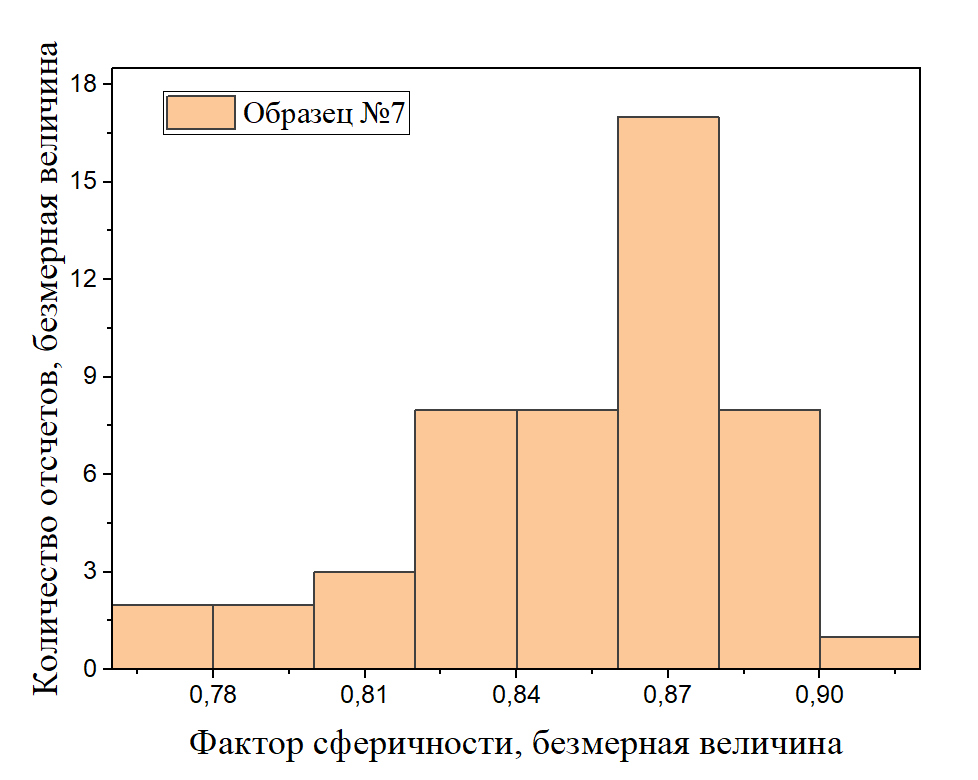 Количество отсчетов, безмерная величина
18
15
12
9
6
3
0
Образец №7
0,78 0,81 0,84 0,87 0,90
Фактор сферичности, безмерная величина